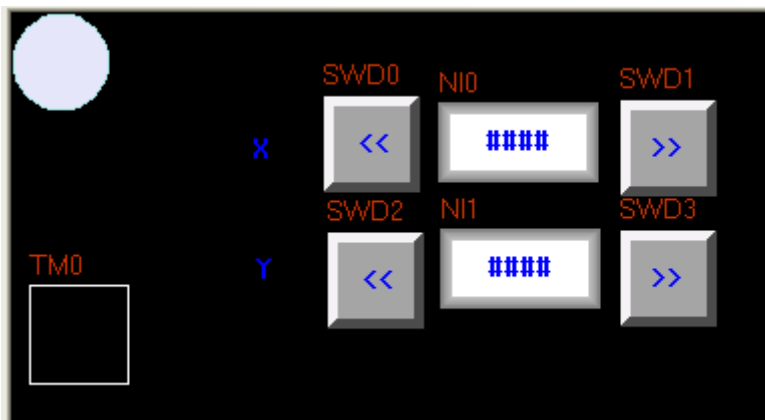 SWD0 NI0 SWD1
X << #### >>
SWD2 NI1 SWD3
TM0 Y << #### >>